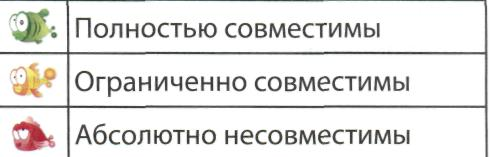 Полностью совместимы
Ограниченно совместимы
Абсолютно несовместимы